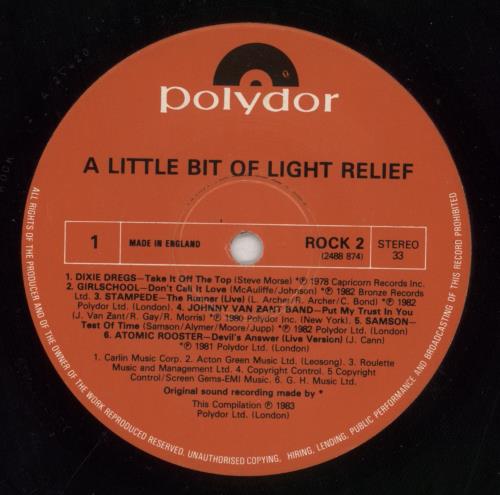 polydor
A LITTLE BIT OF LIGHT RELIEF
1 MADE IN ENGLAND ROCK 2 STEREO
(2488 874) 33
1. DIXIE DREGS—Take It Off The Top (Steve Morse) *℗ 1978 Capricorn Records Inc.
2. GIRLSCHOOL—Don't Call It Love (McAuliffe/Johnson) *℗ 1982 Bronze Records
Ltd. 3. STAMPEDE—The Runner (Live) (L. Archer/R. Archer/C. Bond) *℗ 1982
Polydor Ltd. (London). 4. JOHNNY VAN ZANT BAND—Put My Trust In You
(J. Van Zant/R. Gay/R. Morris) *℗ 1980 Polydor Inc. (New York). 5. SAMSON—
Test Of Time (Samson/Aylmer/Moore/Jupp) *℗ 1982 Polydor Ltd. (London)
6. ATOMIC ROOSTER—Devil's Answer (Live Version) (J. Cann)
*℗ 1981 Polydor Ltd. (London)
1. Carlin Music Corp. 2. Acton Green Music Ltd. (Leosong). 3. Roulette
Music and Management Ltd. 4. Copyright Control. 5 Copyright
Control/Screen Gems-EMI Music. 6. G. H. Music Ltd.
Original sound recording made by *
This Compilation ℗ 1983
Polydor Ltd. (London)
ALL RIGHTS OF THE PRODUCER AND OF THE OWNER OF THE WORK REPRODUCED RESERVED. UNAUTHORISED COPYING, HIRING, LENDING, PUBLIC PERFORMANCE AND BROADCASTING OF THIS RECORD PROHIBITED